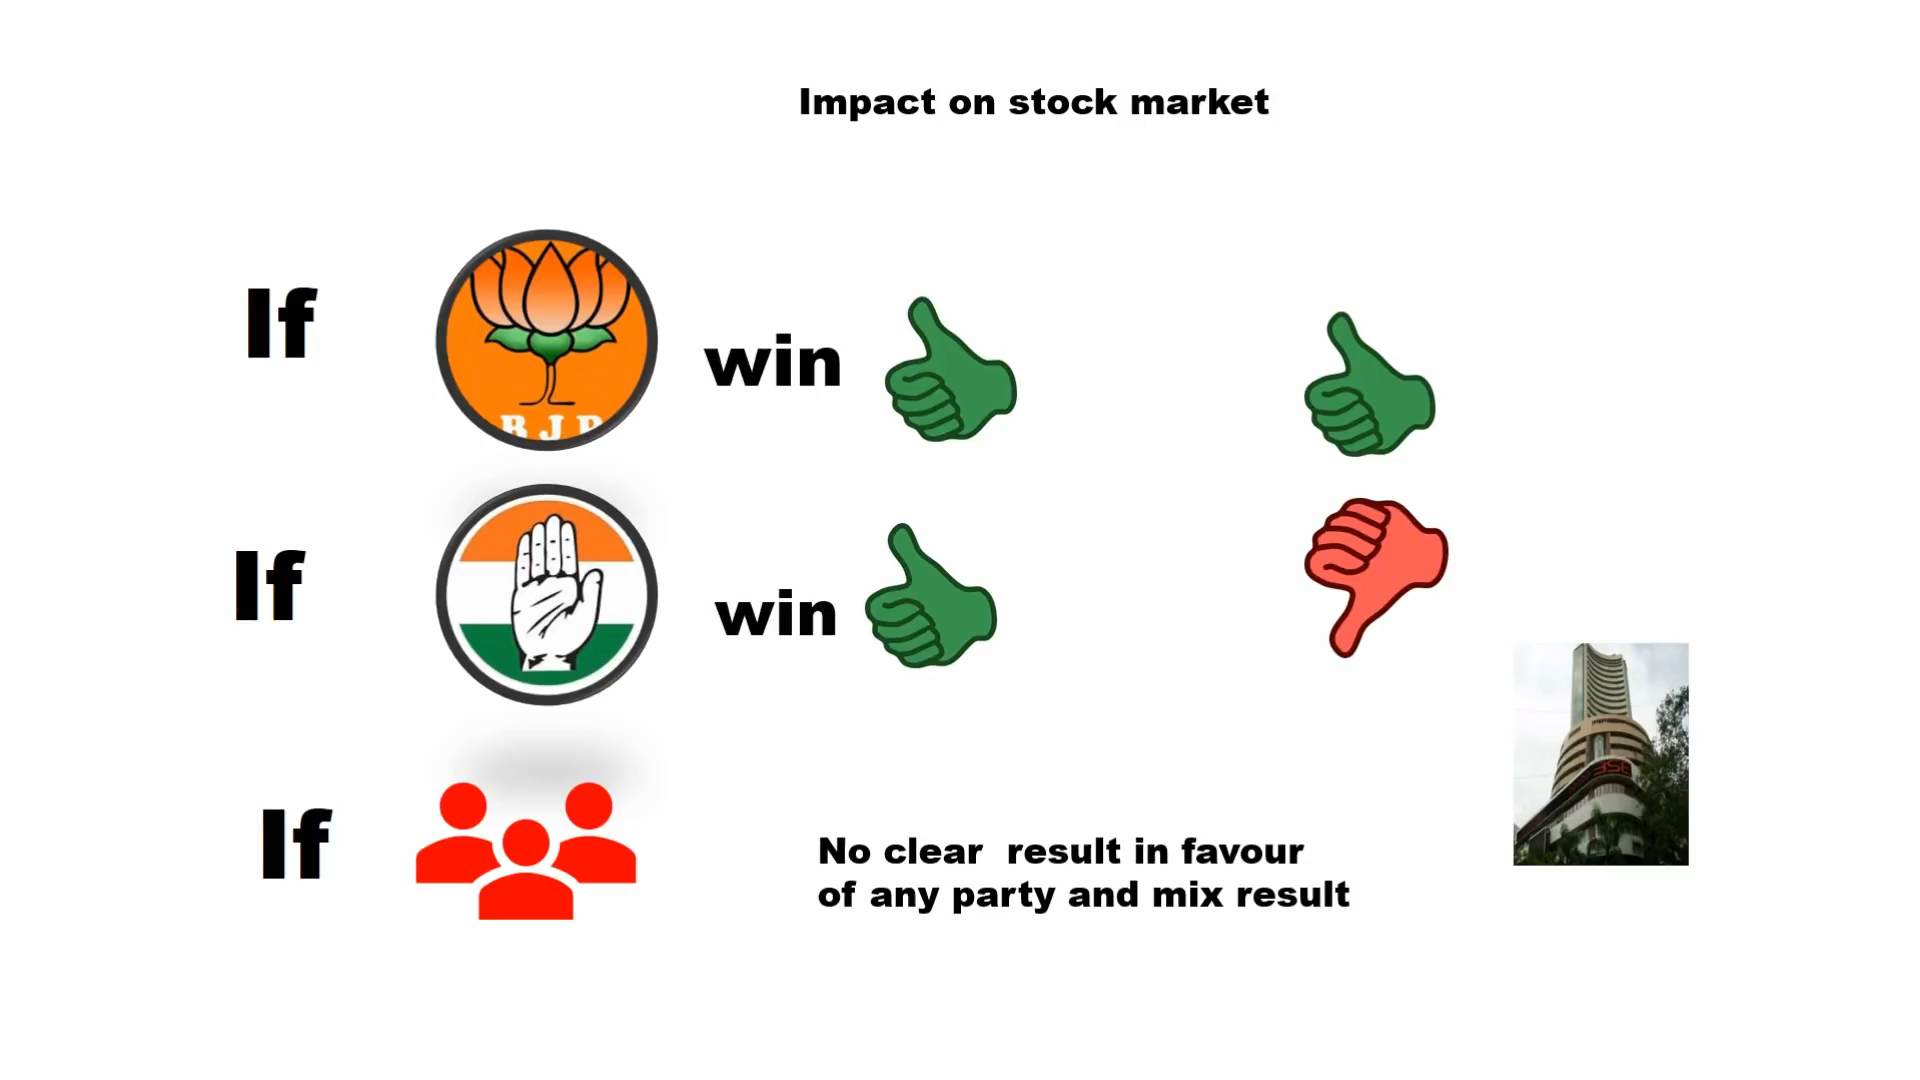 Impact on stock market
If
BJP
win
If
win
BSE
If
No clear  result in favour
of any party and mix result